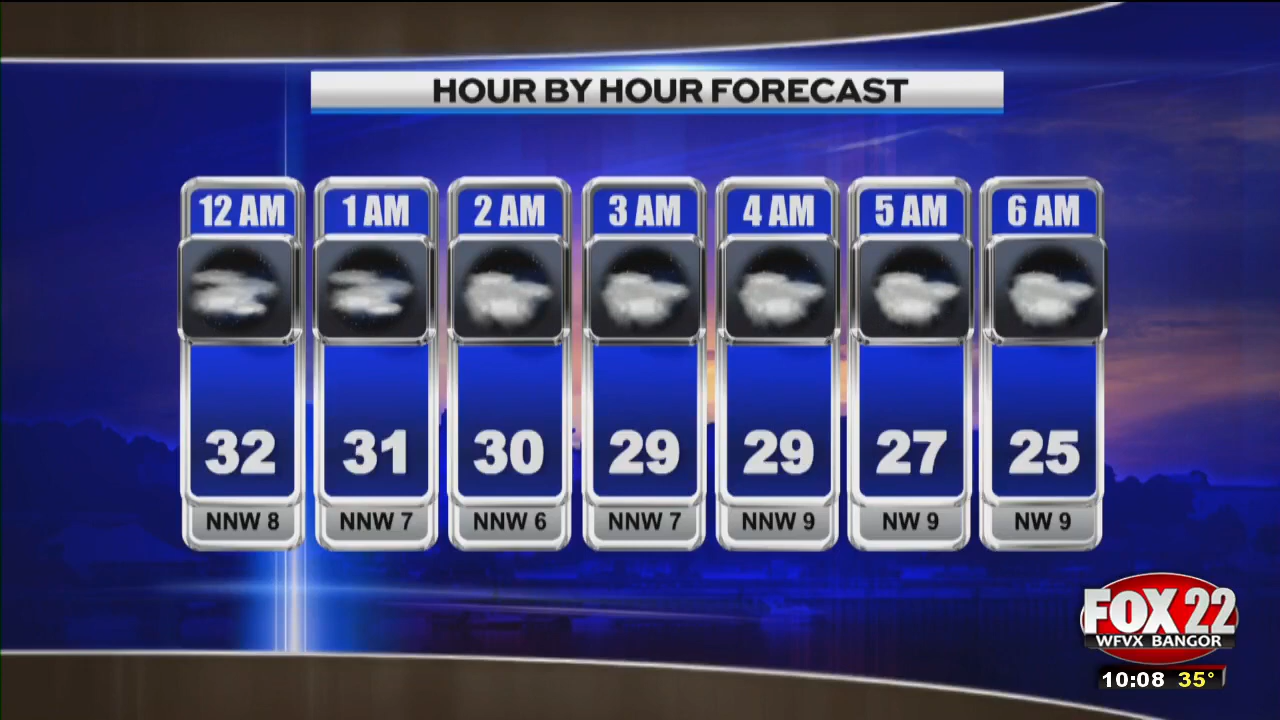 HOUR BY HOUR FORECAST
12 AM 1 AM 2 AM 3 AM 4 AM 5 AM 6 AM
32 31 30 29 29 27 25
NNW 8 NNW 7 NNW 6 NNW 7 NNW 9 NW 9 NW 9
FOX 22
WFVX BANGOR
10:08 35°